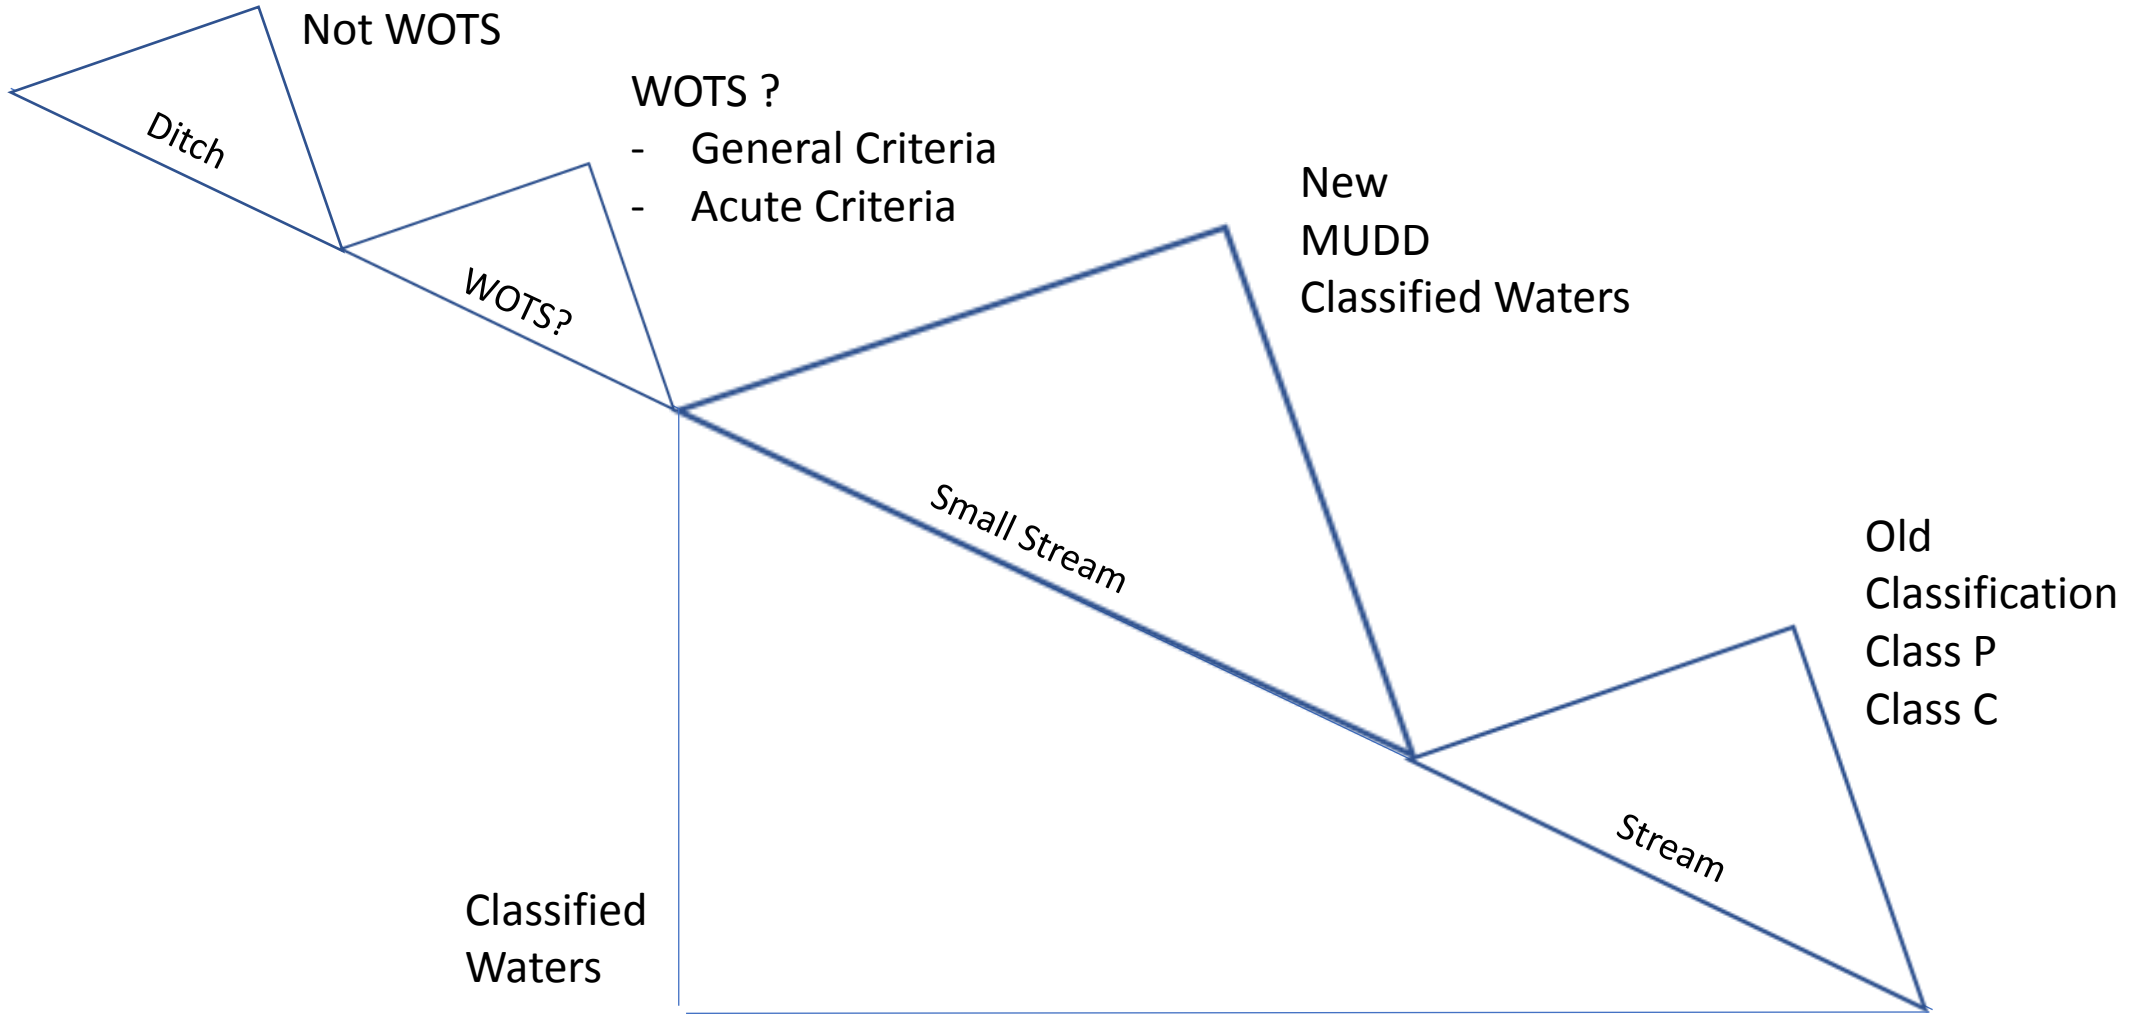 Not WOTS
Ditch
WOTS ?
- General Criteria
- Acute Criteria
WOTS?
New
MUDD
Classified Waters
Small Stream
Old
Classification
Class P
Class C
Stream
Classified
Waters